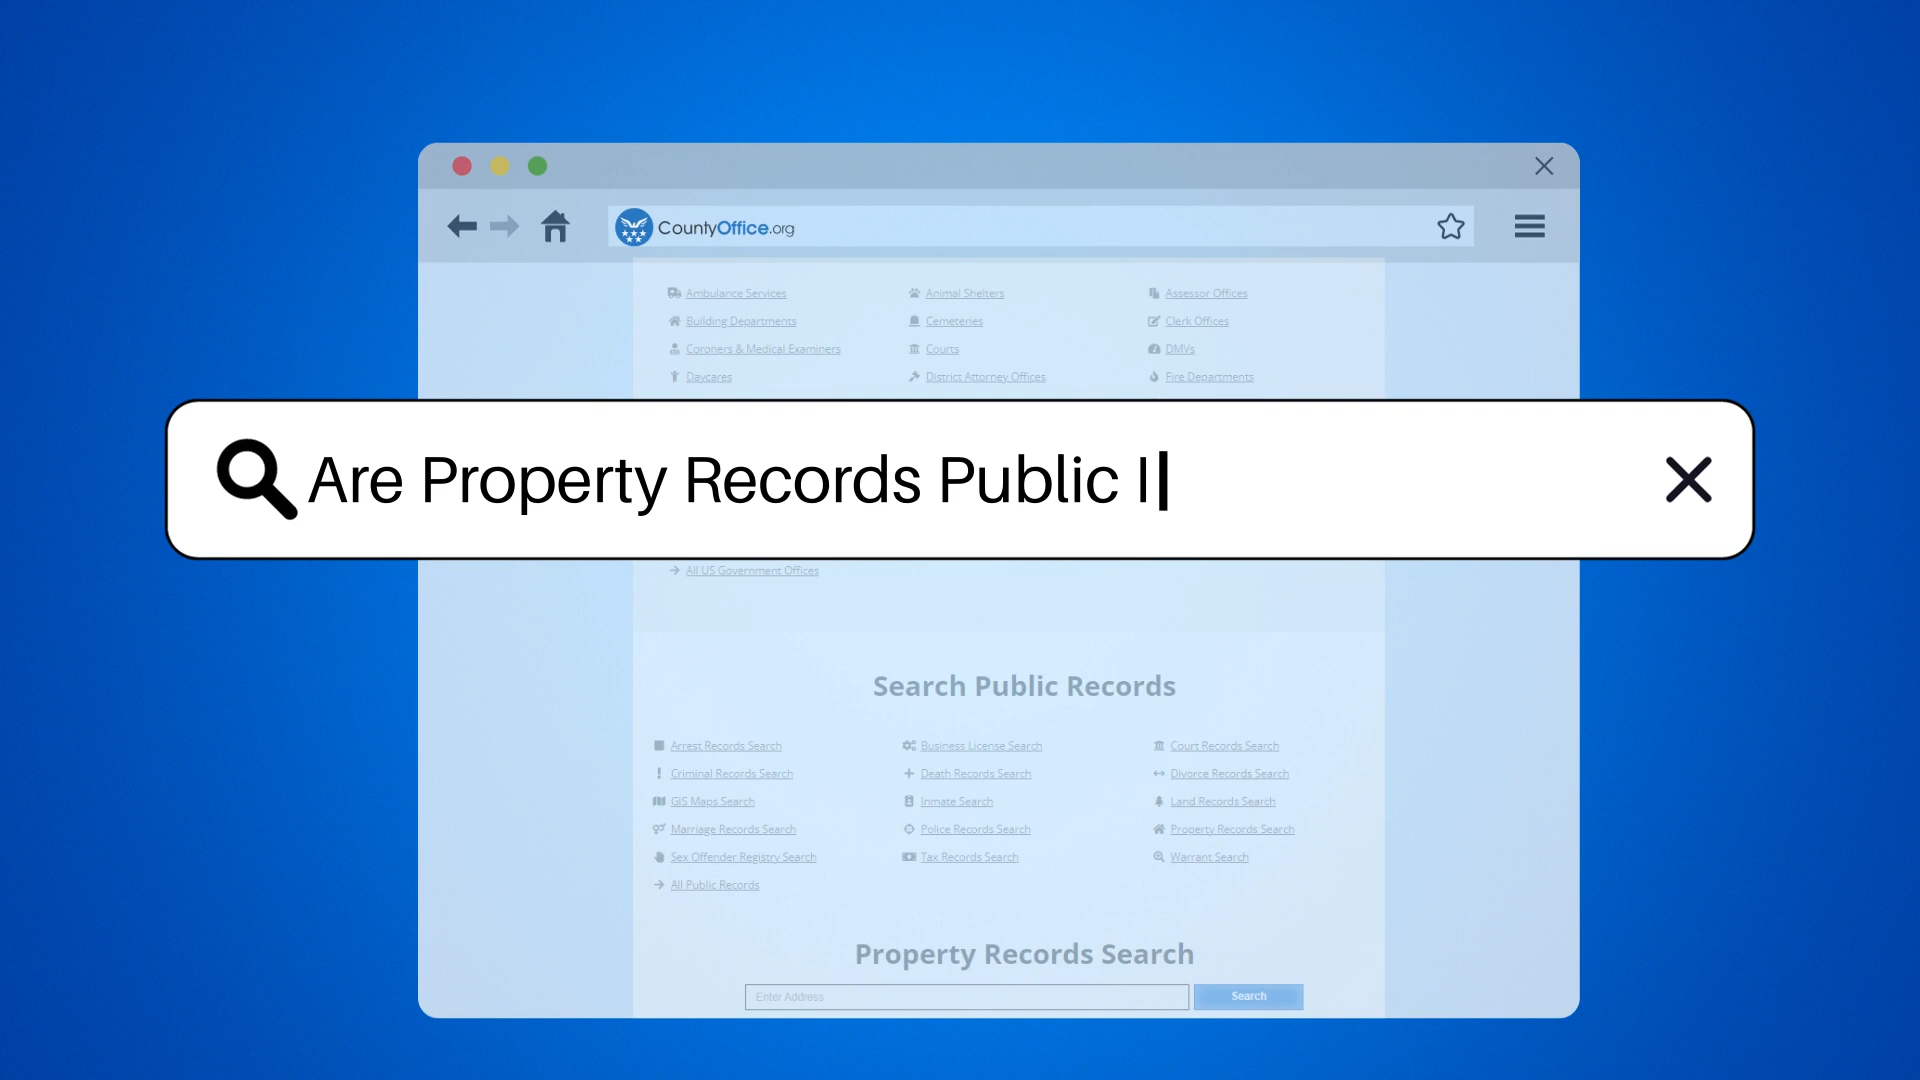 CountyOffice.org
Ambulance Services Animal Shelters Assessor Offices
Building Departments Cemeteries Clerk Offices
Coroners & Medical Examiners Courts DMVs
Daycares District Attorney Offices Fire Departments
Are Property Records Public I
All US Government Offices
Search Public Records
Arrest Records Search Business License Search Court Records Search
Criminal Records Search Death Records Search Divorce Records Search
GIS Maps Search Inmate Search Land Records Search
Marriage Records Search Police Records Search Property Records Search
Sex Offender Registry Search Tax Records Search Warrant Search
All Public Records
Property Records Search
Enter Address Search